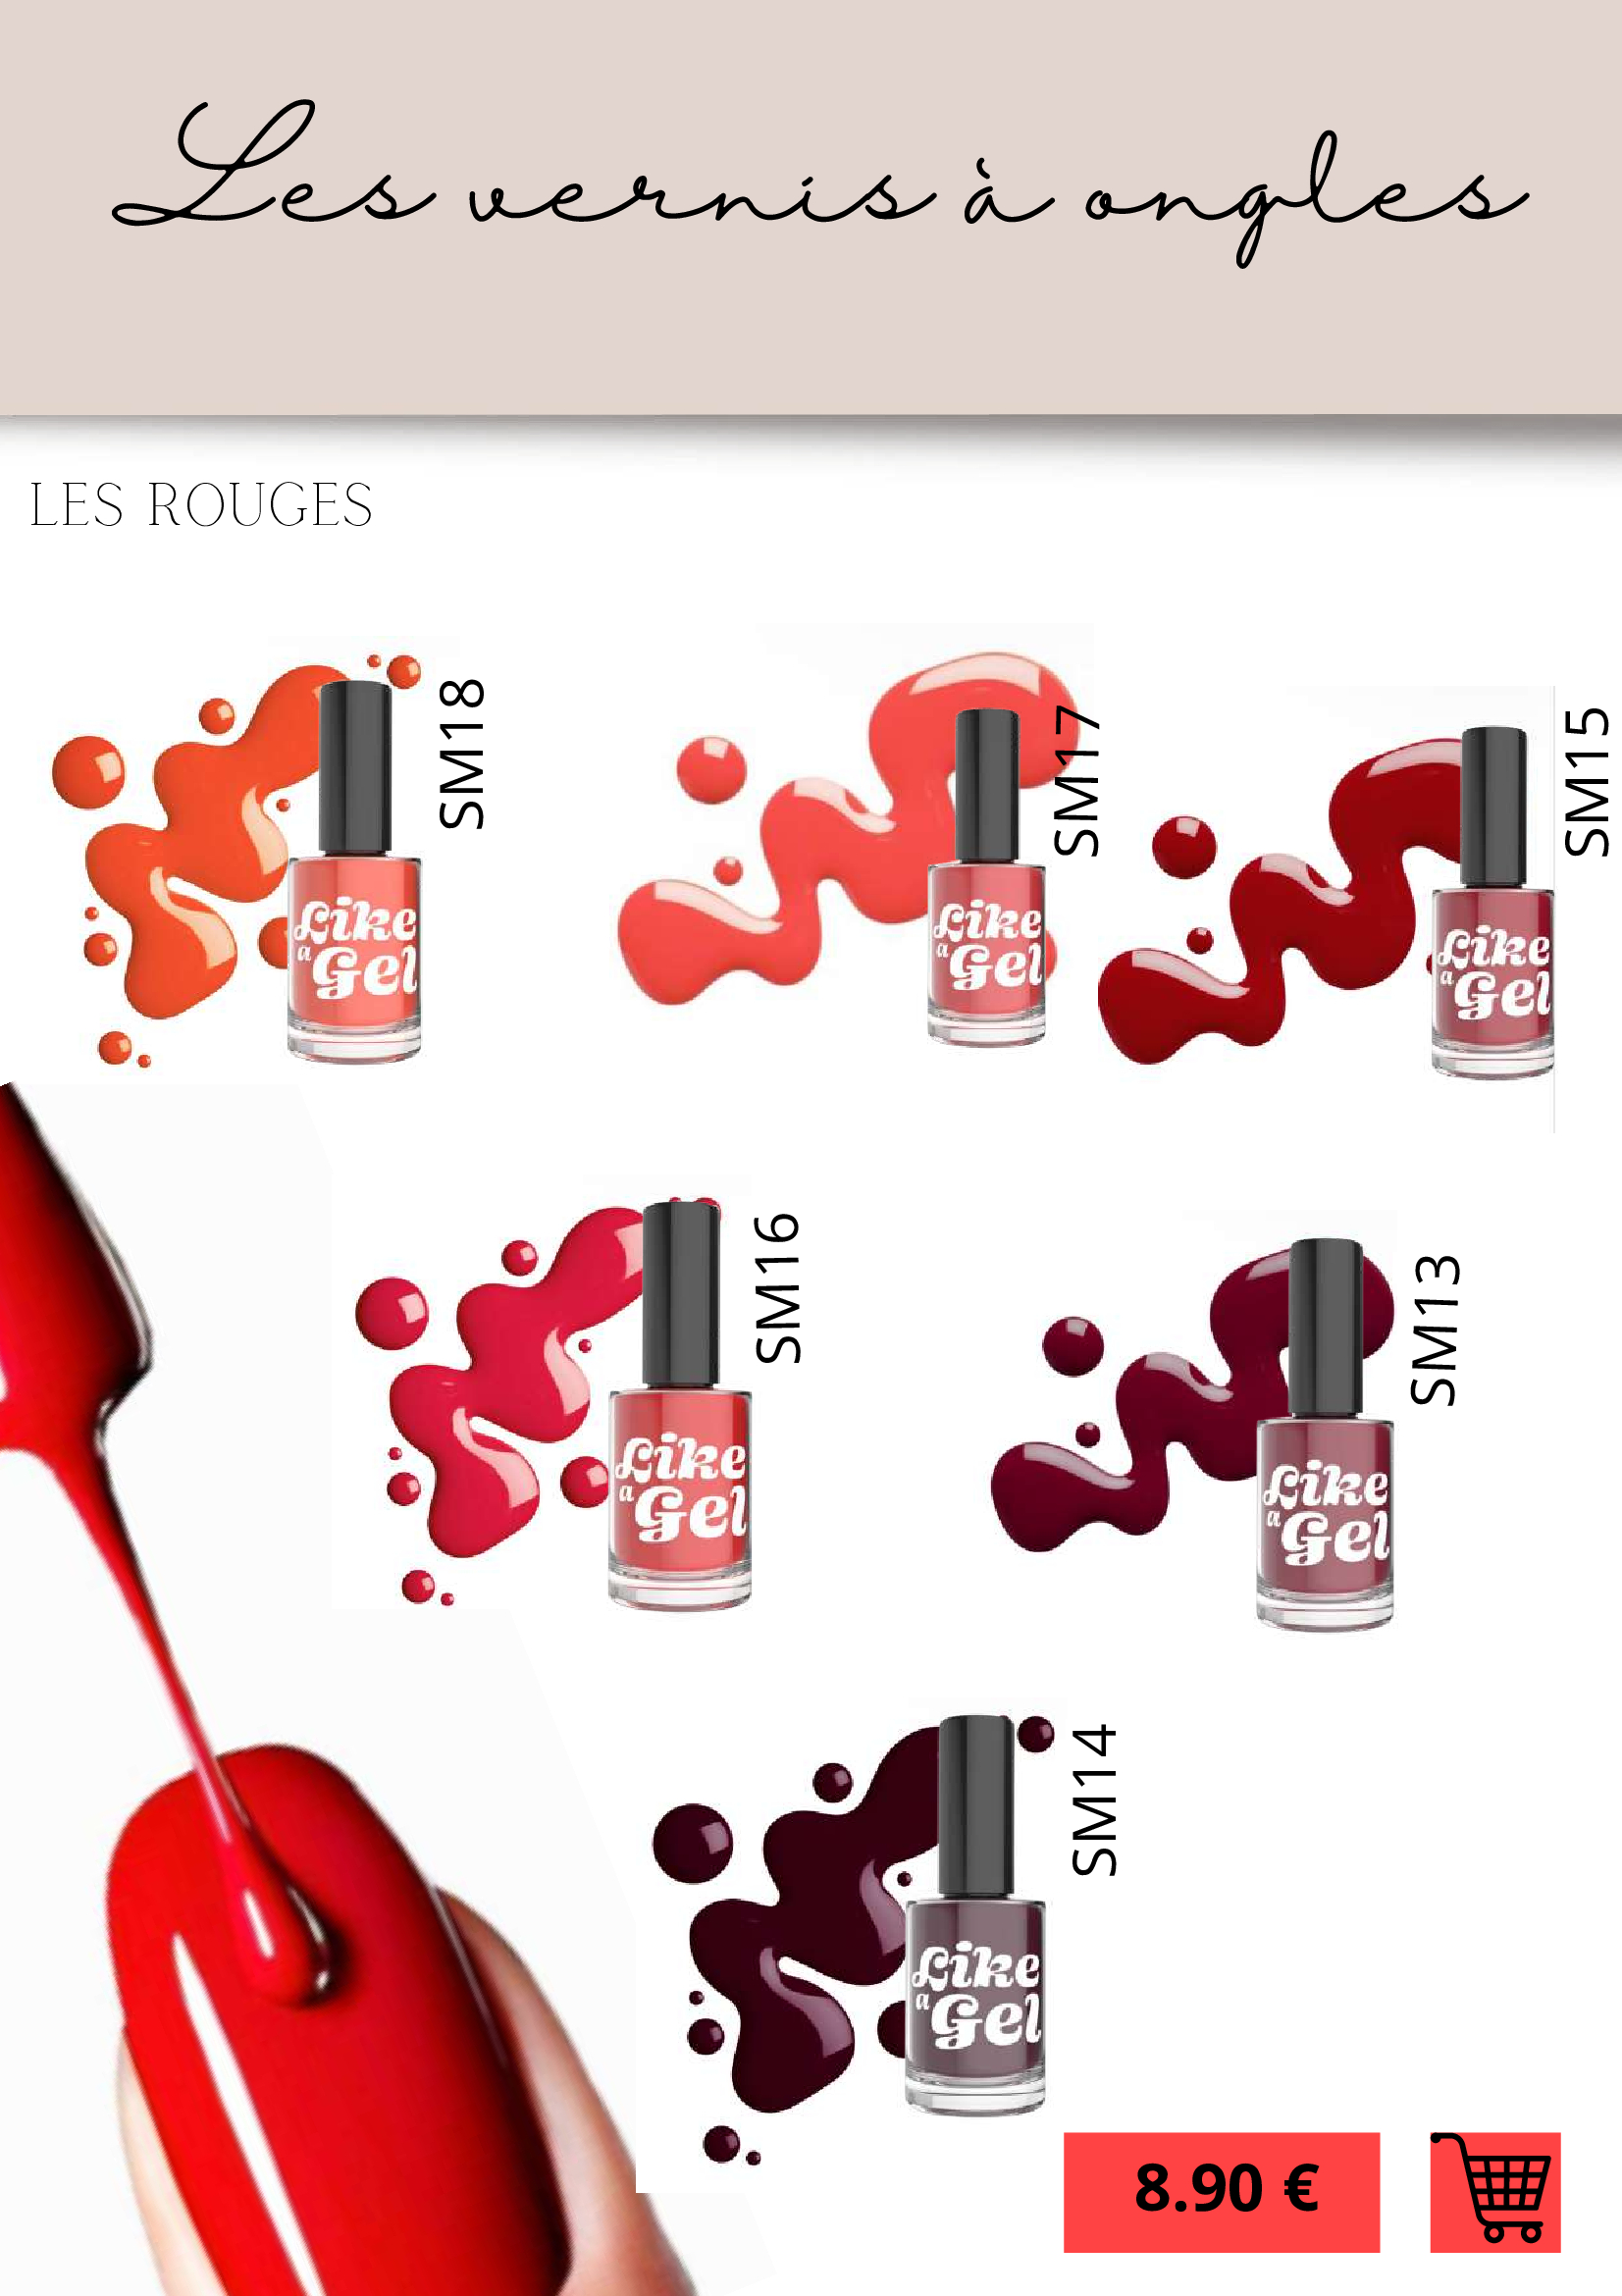 Les vernis à ongles
LES ROUGES
SM18
Like
a Gel
SM17
Like
a Gel
SM15
Like
a Gel
SM16
Like
a Gel
SM13
Like
a Gel
SM14
Like
a Gel
8.90 €